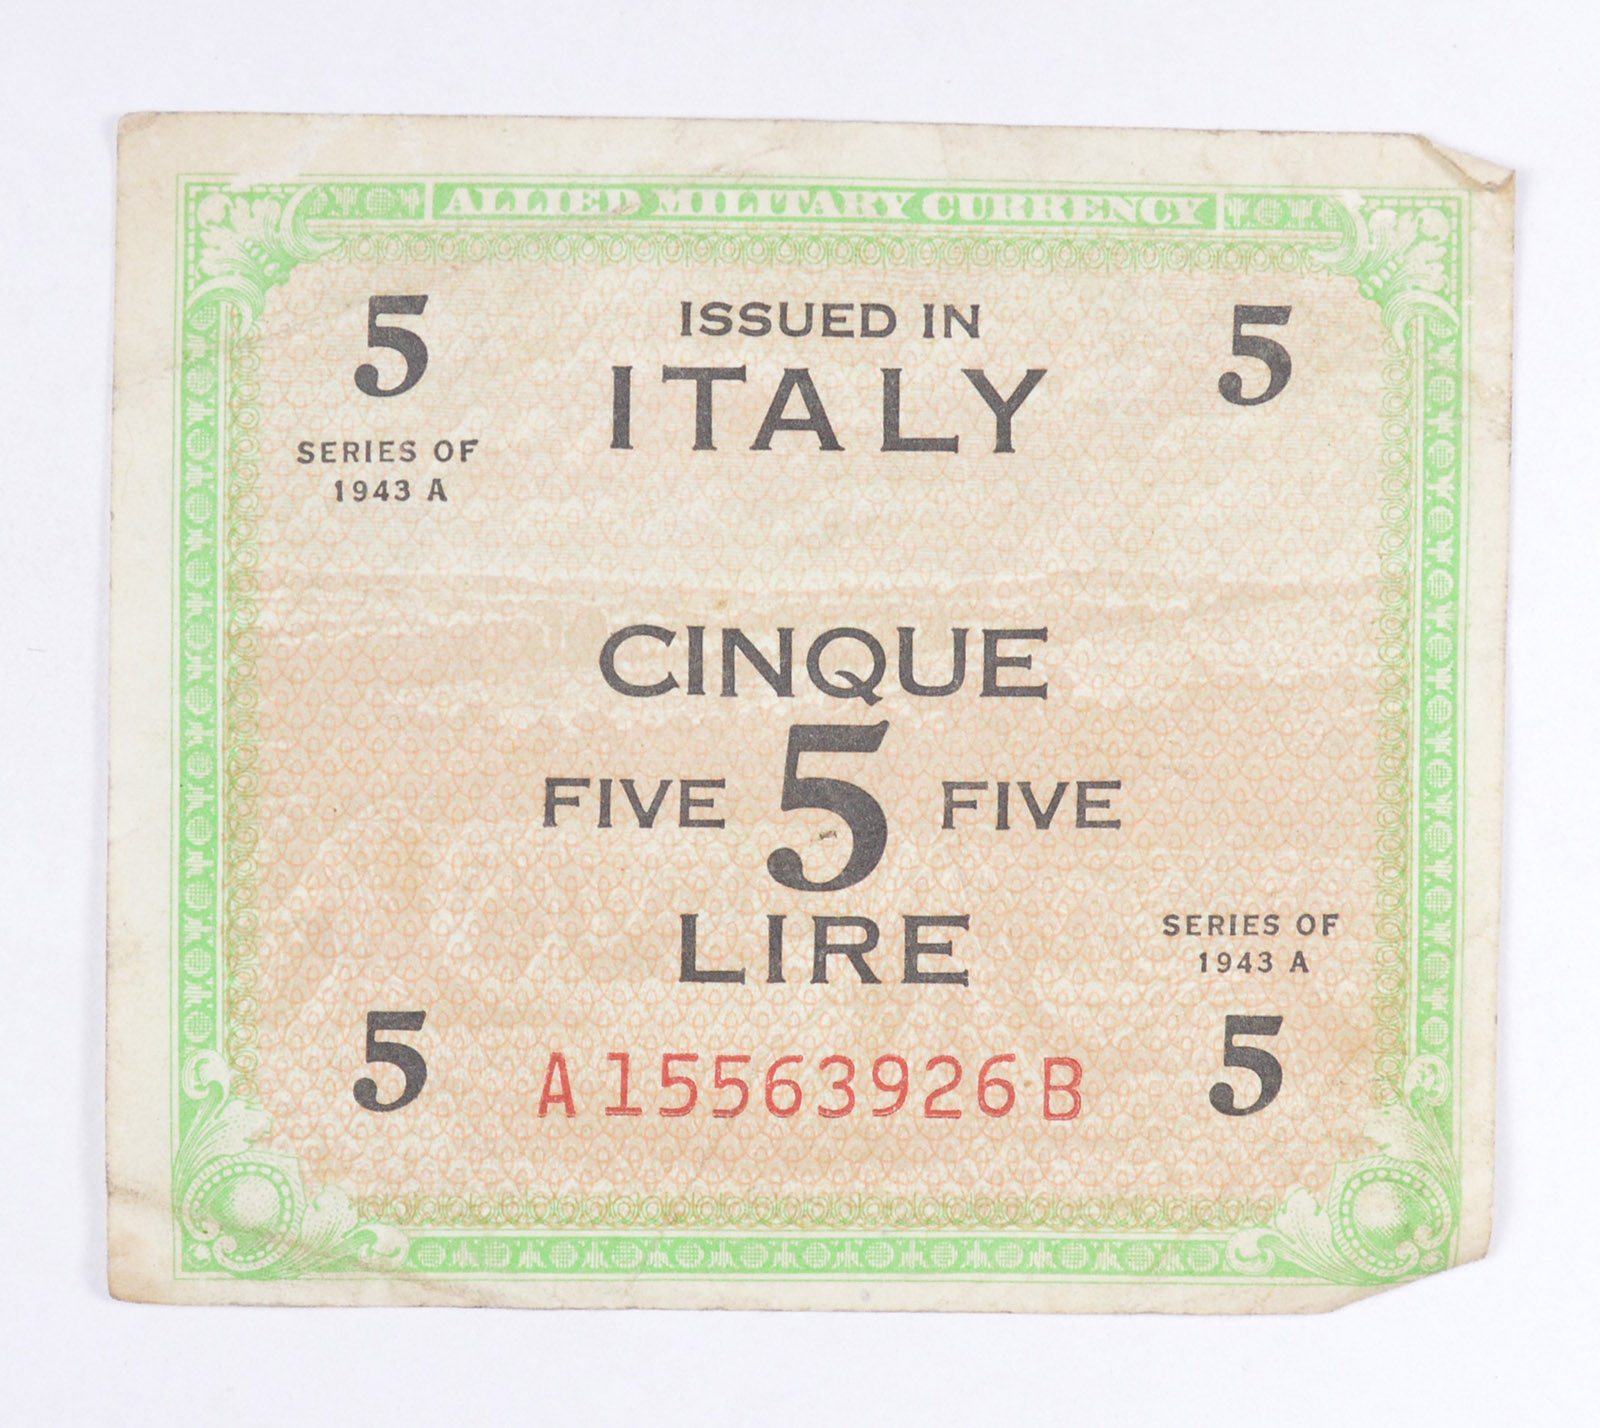 ALLIED MILITARY CURRENCY
5 ISSUED IN 5
ITALY
SERIES OF
1943 A
CINQUE
FIVE 5 FIVE
LIRE
SERIES OF
1943 A
5 A15563926B 5